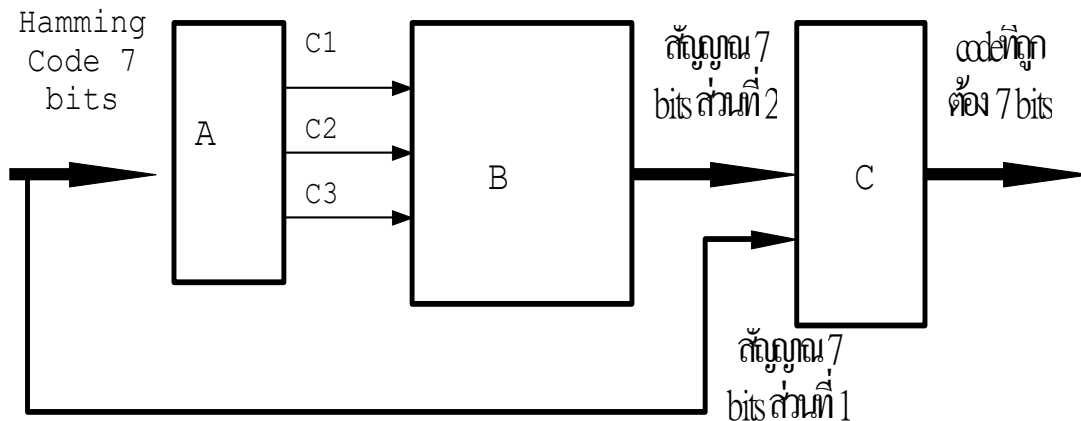 Hamming
Code 7
bits
A
C1
C2
C3
B
สัญญาณ 7
bits ส่วนที่ 2
C
codeที่ถูก
ต้อง 7 bits
สัญญาณ 7
bits ส่วนที่ 1